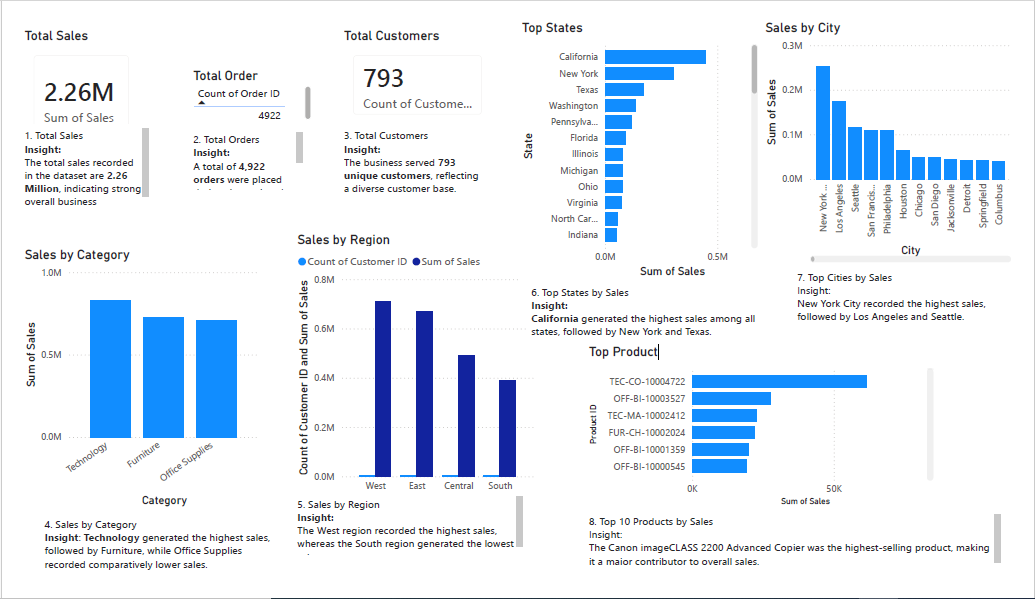 Total Sales
2.26M
Sum of Sales
1. Total Sales
Insight:
The total sales recorded
in the dataset are 2.26
Million, indicating strong
overall business
Total Order
Count of Order ID
4922
2. Total Orders
Insight:
A total of 4,922
orders were placed
Total Customers
793
Count of Custome...
3. Total Customers
Insight:
The business served 793
unique customers, reflecting
a diverse customer base.
Top States
State
California
New York
Texas
Washington
Pennsylva...
Florida
Illinois
Michigan
Ohio
Virginia
North Car...
Indiana
0.0M 0.5M
Sum of Sales
6. Top States by Sales
Insight:
California generated the highest sales among all
states, followed by New York and Texas.
Sales by City
Sum of Sales
0.3M
0.2M
0.1M
0.0M
New York ...
Los Angeles
Seattle
San Francis...
Philadelphia
Houston
Chicago
San Diego
Jacksonville
Detroit
Springfield
Columbus
City
7. Top Cities by Sales
Insight:
New York City recorded the highest sales,
followed by Los Angeles and Seattle.
Sales by Category
Sum of Sales
1.0M
0.5M
0.0M
Technology
Furniture
Office Supplies
Category
4. Sales by Category
Insight: Technology generated the highest sales,
followed by Furniture, while Office Supplies
recorded comparatively lower sales.
Sales by Region
Count of Customer ID Sum of Sales
Count of Customer ID and Sum of Sales
0.8M
0.6M
0.4M
0.2M
0.0M
West East Central South
5. Sales by Region
Insight:
The West region recorded the highest sales,
whereas the South region generated the lowest
Top Product
Product ID
TEC-CO-10004722
OFF-BI-10003527
TEC-MA-10002412
FUR-CH-10002024
OFF-BI-10001359
OFF-BI-10000545
0K 50K
Sum of Sales
8. Top 10 Products by Sales
Insight:
The Canon imageCLASS 2200 Advanced Copier was the highest-selling product, making
it a major contributor to overall sales.